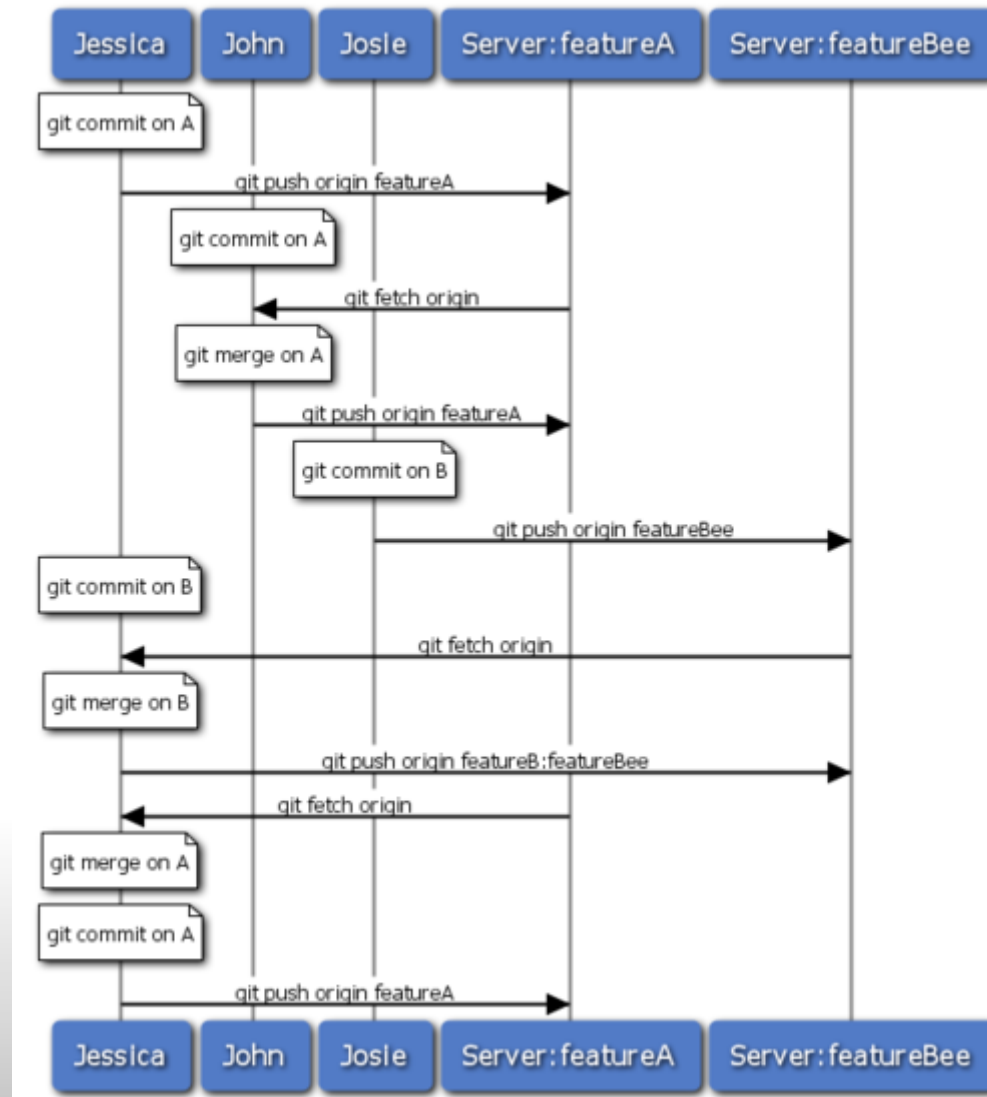 Jessica John Josie Server:featureA Server:featureBee
git commit on A
git push origin featureA
git commit on A
git fetch origin
git merge on A
git push origin featureA
git commit on B
git push origin featureBee
git commit on B
git fetch origin
git merge on B
git push origin featureB:featureBee
git fetch origin
git merge on A
git commit on A
git push origin featureA
Jessica John Josie Server:featureA Server:featureBee